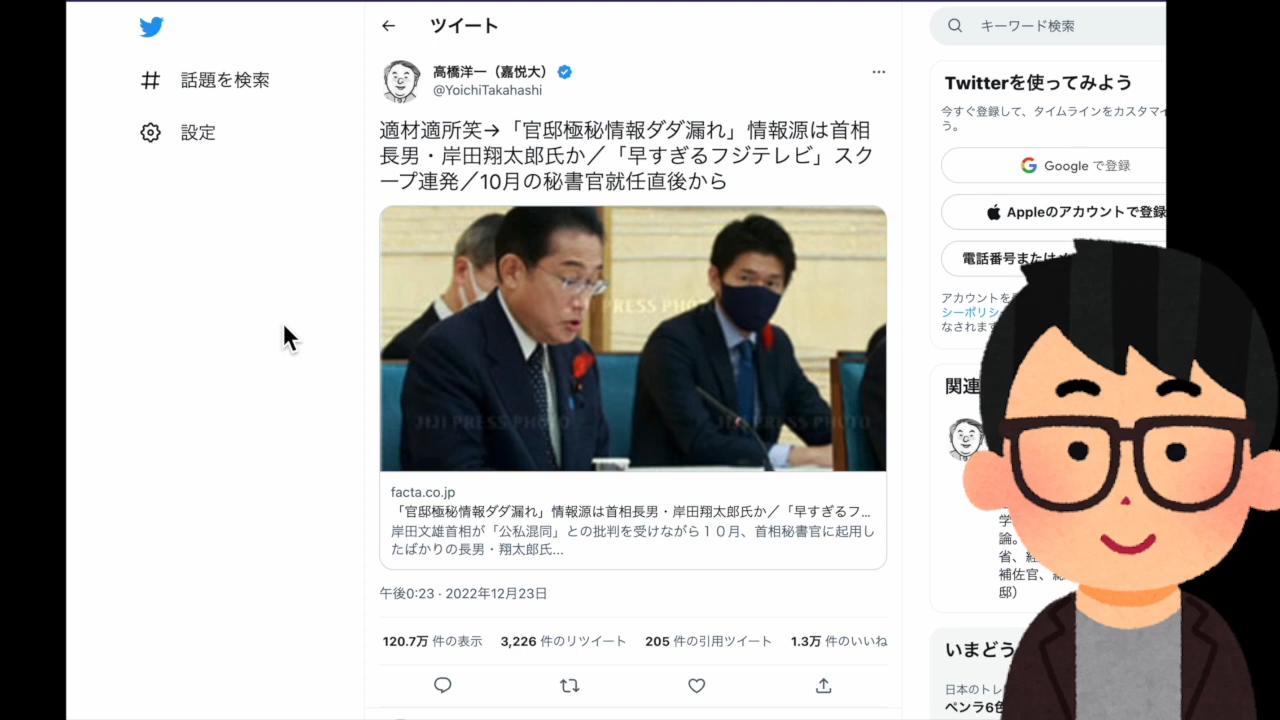 ツイート
話題を検索
設定
高橋洋一（嘉悦大）
@YoichiTakahashi
適材適所笑→「官邸極秘情報ダダ漏れ」情報源は首相
長男・岸田翔太郎氏か／「早すぎるフジテレビ」スク
ープ連発／10月の秘書官就任直後から
PRESS PHOTO
JIJI PRESS PHOTO
JIJI PRESS PHOTO
facta.co.jp
「官邸極秘情報ダダ漏れ」情報源は首相長男・岸田翔太郎氏か／「早すぎるフ...
岸田文雄首相が「公私混同」との批判を受けながら１０月、首相秘書官に起用し
たばかりの長男・翔太郎氏...
午後0:23 · 2022年12月23日
120.7万 件の表示 3,226 件のリツイート 205 件の引用ツイート 1.3万 件のいいね
キーワード検索
Twitterを使ってみよう
今すぐ登録して、タイムラインをカスタマイ
う。
Google で登録
Appleのアカウントで登録
電話番号または
アカウントを
シーポリシ
なされます
関連
学
論。
省、経
補佐官、
邸）
いまどう
日本のトレ
ペンラ6色